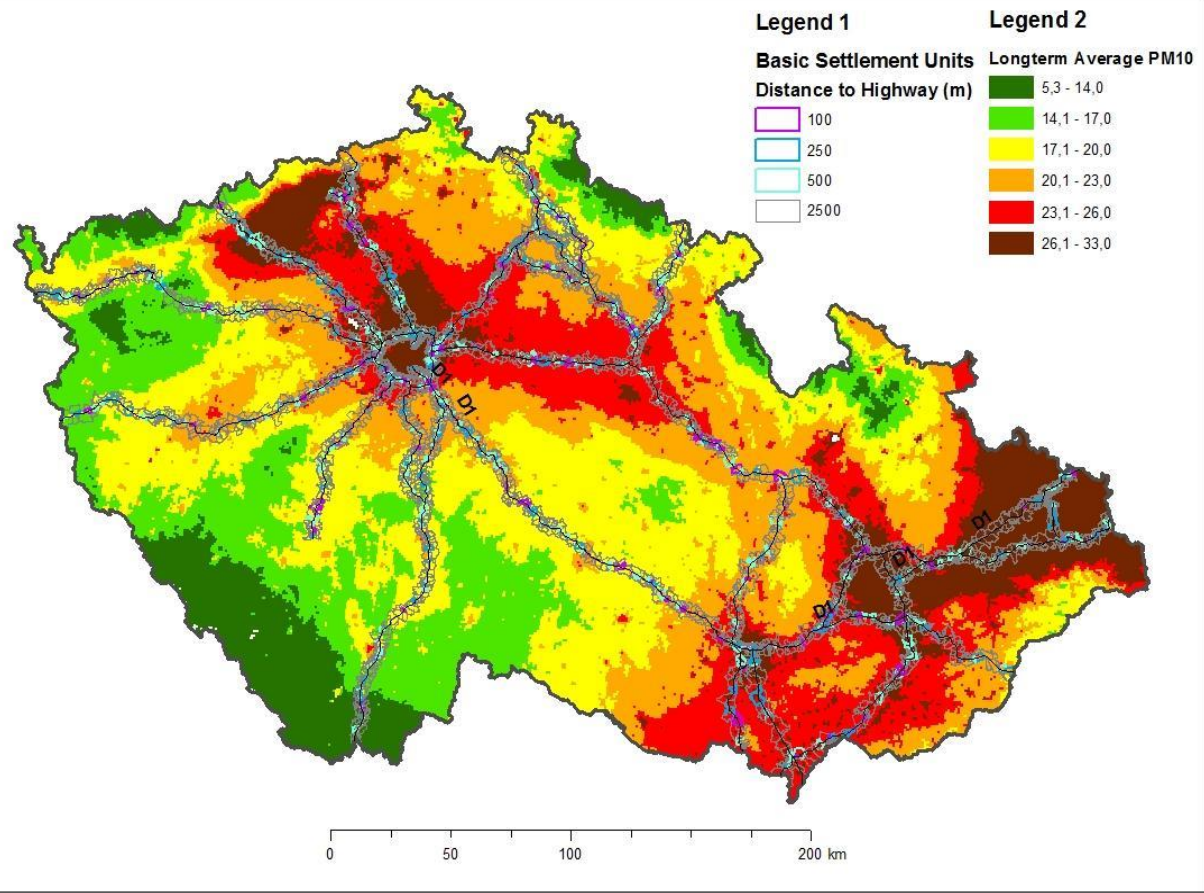 Legend 1
Basic Settlement Units
Distance to Highway (m)
100
250
500
2500
Legend 2
Longterm Average PM10
5,3 - 14,0
14,1 - 17,0
17,1 - 20,0
20,1 - 23,0
23,1 - 26,0
26,1 - 33,0
D1
D1
D1
D1
D1
0 50 100 200 km